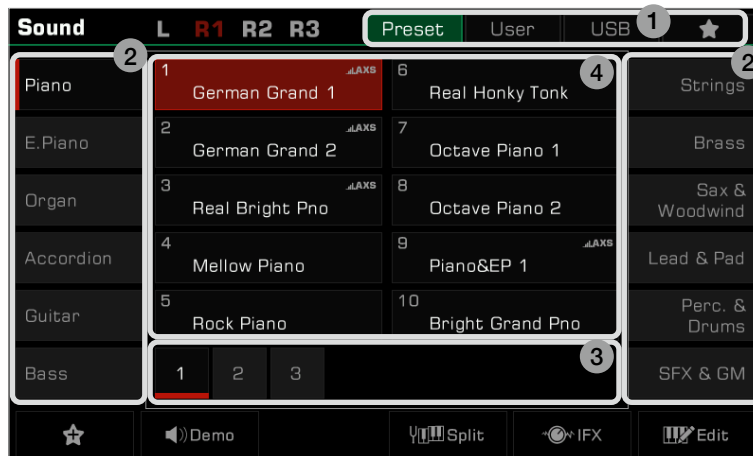 Sound L R1 R2 R3 Preset User USB 1
2 2
Piano
E.Piano
Organ
Accordion
Guitar
Bass
1 AXS
German Grand 1
2 AXS
German Grand 2
3 AXS
Real Bright Pno
4
Mellow Piano
5
Rock Piano
6 4
Real Honky Tonk
7
Octave Piano 1
8
Octave Piano 2
9 AXS
Piano&EP 1
10
Bright Grand Pno
Strings
Brass
Sax &
Woodwind
Lead & Pad
Perc. &
Drums
SFX & GM
1 2 3 3
Demo Split IFX Edit